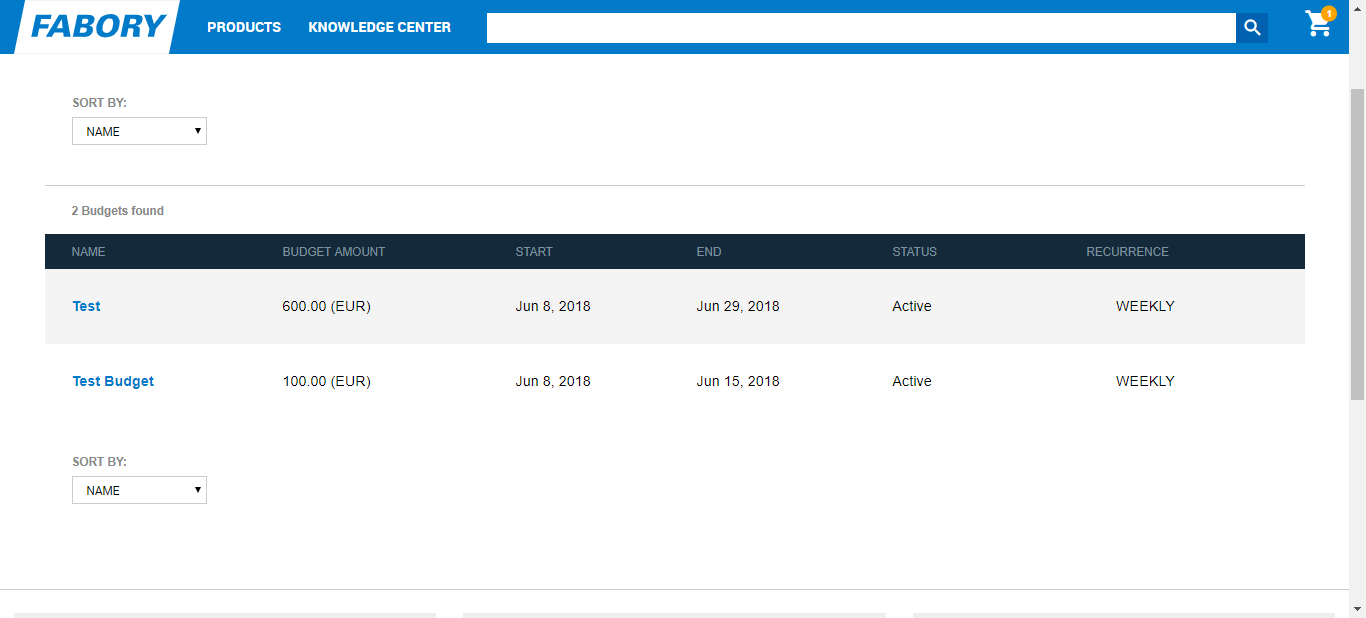 FABORY PRODUCTS KNOWLEDGE CENTER 1
SORT BY:
NAME
2 Budgets found
NAME BUDGET AMOUNT START END STATUS RECURRENCE
Test 600.00 (EUR) Jun 8, 2018 Jun 29, 2018 Active WEEKLY
Test Budget 100.00 (EUR) Jun 8, 2018 Jun 15, 2018 Active WEEKLY
SORT BY:
NAME